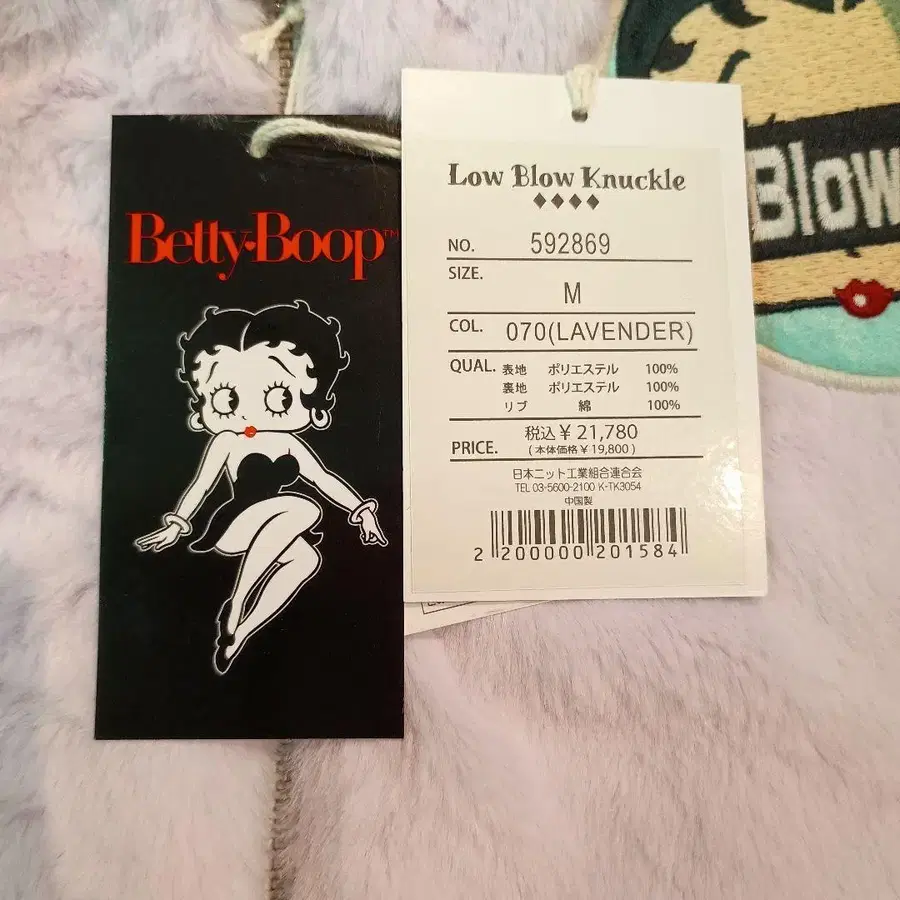 Betty·Boop™
Low Blow Knuckle
NO. 592869
SIZE. M
COL. 070(LAVENDER)
QUAL. 表地 ポリエステル 100%
裏地 ポリエステル 100%
リブ 綿 100%
PRICE. 税込¥21,780
(本体価格¥19,800)
日本ニット工業組合連合会
TEL 03-5600-2100 K-TK3054
中国製
2 200000 201584
Blow